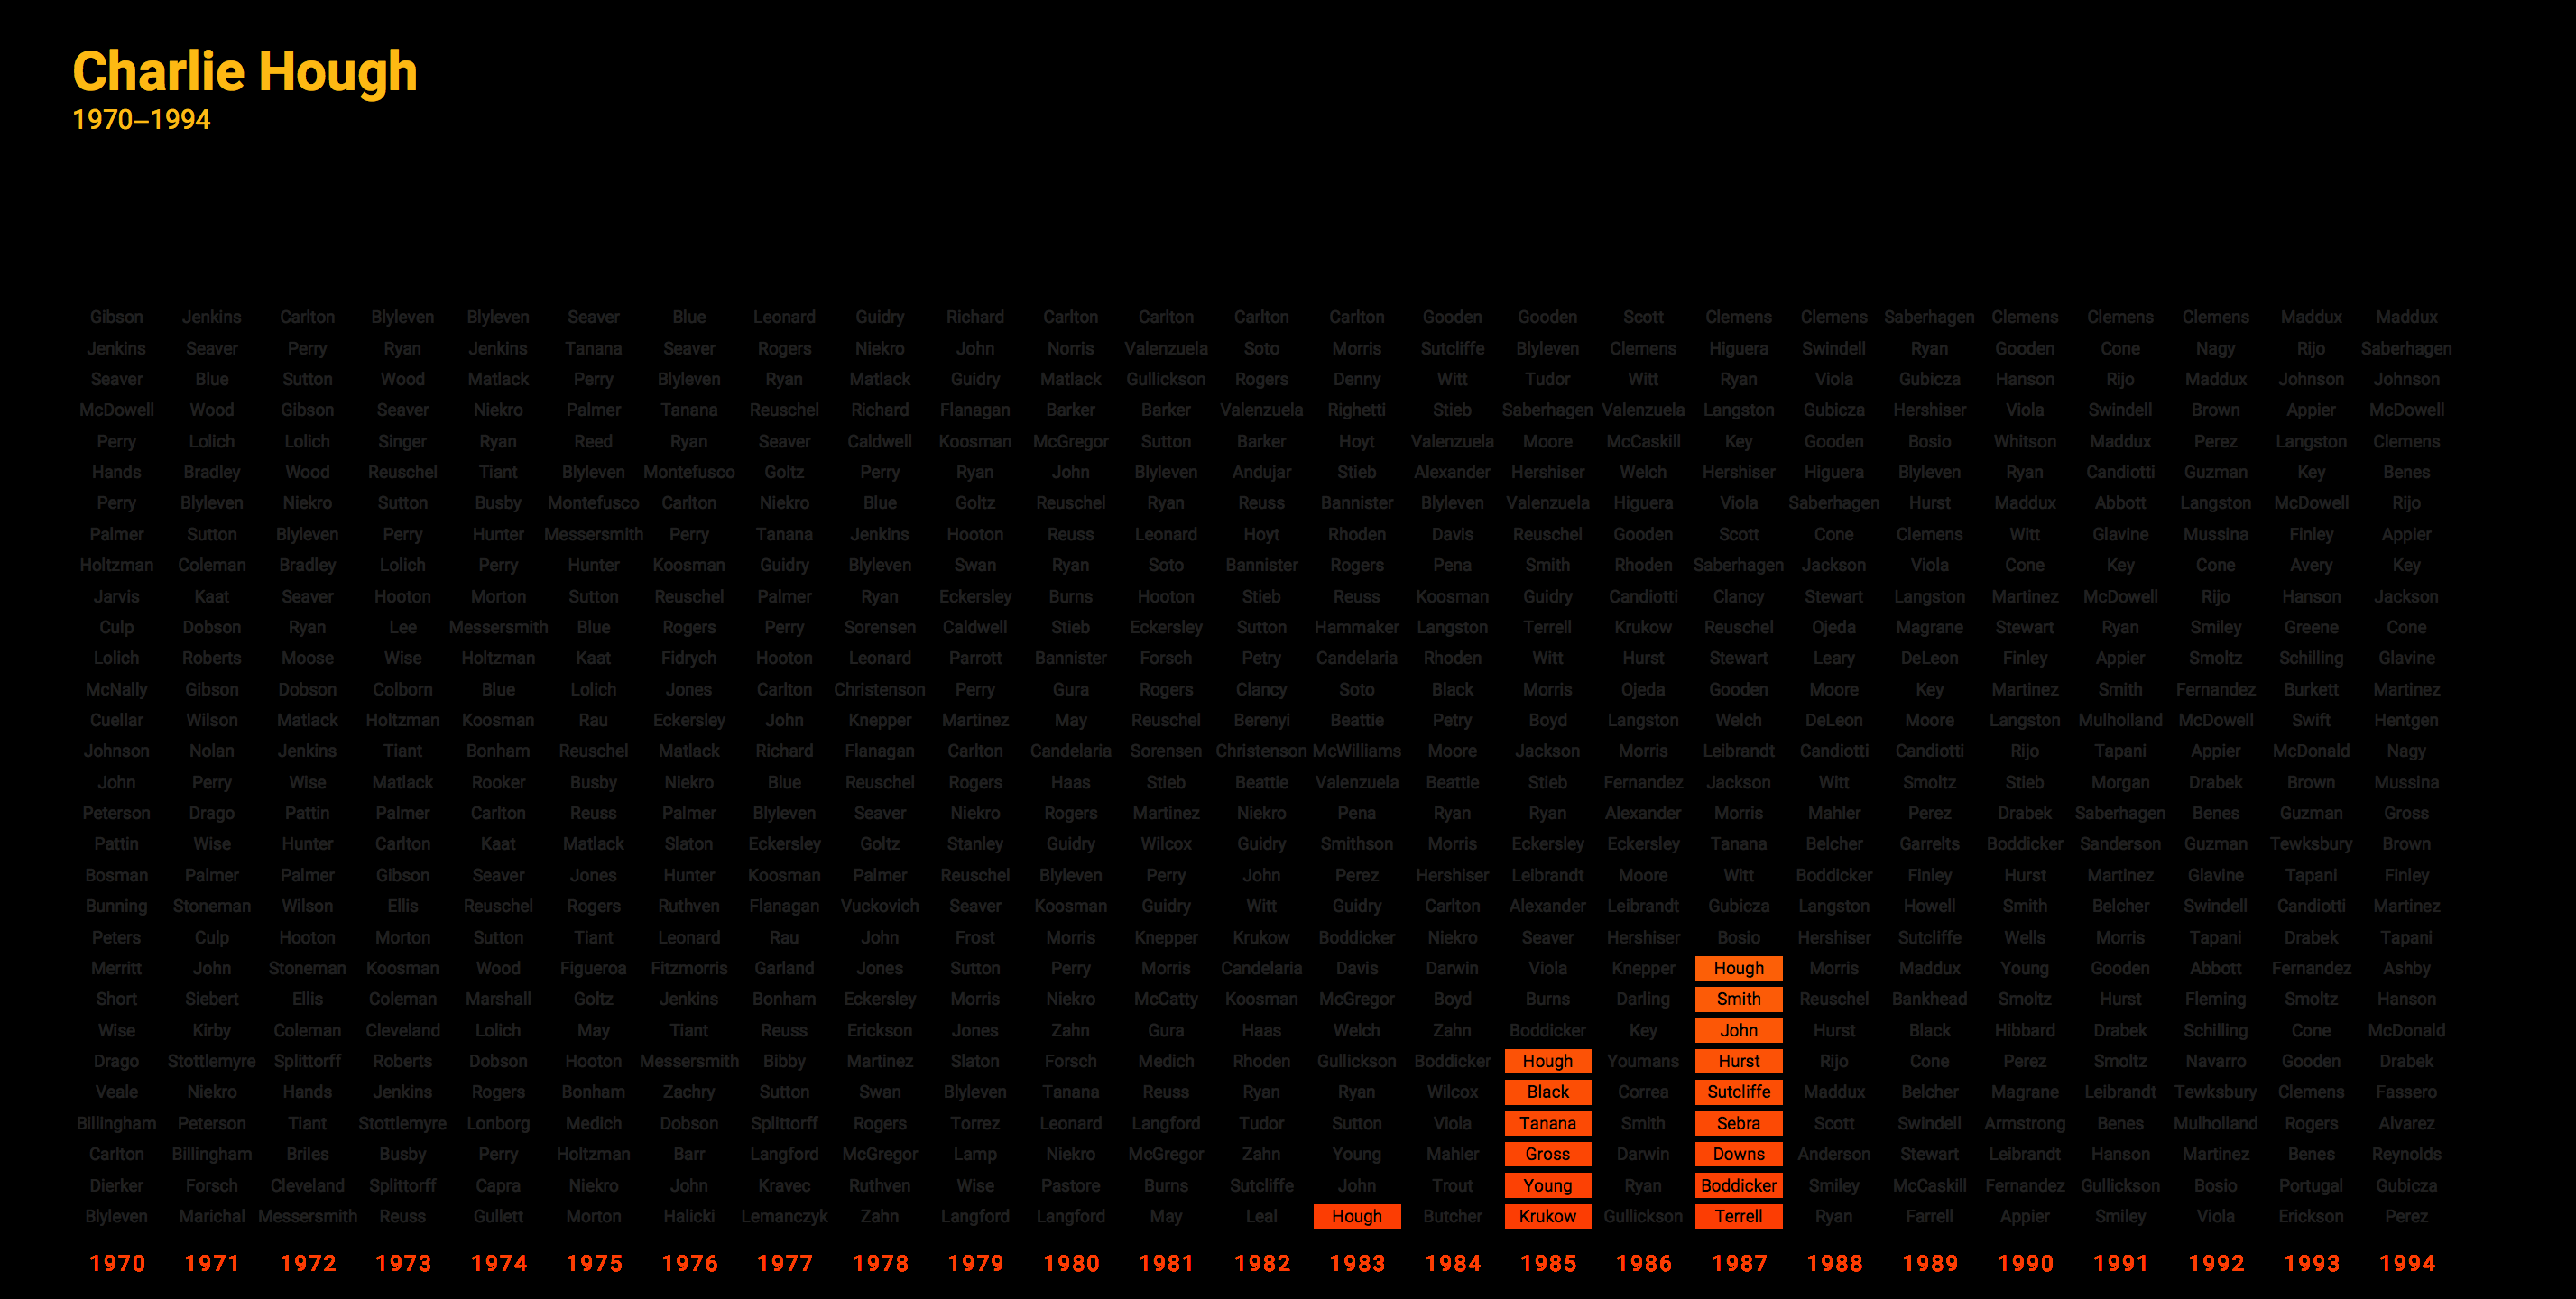 Charlie Hough
1970–1994
Gibson Jenkins Carlton Blyleven Blyleven Seaver Blue Leonard Guidry Richard Carlton Carlton Carlton Carlton Gooden Gooden Scott Clemens Clemens Saberhagen Clemens Clemens Clemens Maddux Maddux
Jenkins Seaver Perry Ryan Jenkins Tanana Seaver Rogers Niekro John Norris Valenzuela Soto Morris Sutcliffe Blyleven Clemens Higuera Swindell Ryan Gooden Cone Nagy Rijo Saberhagen
Seaver Blue Sutton Wood Matlack Perry Blyleven Ryan Matlack Guidry Matlack Gullickson Rogers Denny Witt Tudor Witt Ryan Viola Gubicza Hanson Rijo Maddux Johnson Johnson
McDowell Wood Gibson Seaver Niekro Palmer Tanana Reuschel Richard Flanagan Barker Barker Valenzuela Righetti Stieb Saberhagen Valenzuela Langston Gubicza Hershiser Viola Swindell Brown Appier McDowell
Perry Lolich Lolich Singer Ryan Reed Ryan Seaver Caldwell Koosman McGregor Sutton Barker Hoyt Valenzuela Moore McCaskill Key Gooden Bosio Whitson Maddux Perez Langston Clemens
Hands Bradley Wood Reuschel Tiant Blyleven Montefusco Goltz Perry Ryan John Blyleven Andujar Stieb Alexander Hershiser Welch Hershiser Higuera Blyleven Ryan Candiotti Guzman Key Benes
Perry Blyleven Niekro Sutton Busby Montefusco Carlton Niekro Blue Goltz Reuschel Ryan Reuss Bannister Blyleven Valenzuela Higuera Viola Saberhagen Hurst Maddux Abbott Langston McDowell Rijo
Palmer Sutton Blyleven Perry Hunter Messersmith Perry Tanana Jenkins Hooton Reuss Leonard Hoyt Rhoden Davis Reuschel Gooden Scott Cone Clemens Witt Glavine Mussina Finley Appier
Holtzman Coleman Bradley Lolich Perry Hunter Koosman Guidry Blyleven Swan Ryan Soto Bannister Rogers Pena Smith Rhoden Saberhagen Jackson Viola Cone Key Cone Avery Key
Jarvis Kaat Seaver Hooton Morton Sutton Reuschel Palmer Ryan Eckersley Burns Hooton Stieb Reuss Koosman Guidry Candiotti Clancy Stewart Langston Martinez McDowell Rijo Hanson Jackson
Culp Dobson Ryan Lee Messersmith Blue Rogers Perry Sorensen Caldwell Stieb Eckersley Sutton Hammaker Langston Terrell Krukow Reuschel Ojeda Magrane Stewart Ryan Smiley Greene Cone
Lolich Roberts Moose Wise Holtzman Kaat Fidrych Hooton Leonard Parrott Bannister Forsch Petry Candelaria Rhoden Witt Hurst Stewart Leary DeLeon Finley Appier Smoltz Schilling Glavine
McNally Gibson Dobson Colborn Blue Lolich Jones Carlton Christenson Perry Gura Rogers Clancy Soto Black Morris Ojeda Gooden Moore Key Martinez Smith Fernandez Burkett Martinez
Cuellar Wilson Matlack Holtzman Koosman Rau Eckersley John Knepper Martinez May Reuschel Berenyi Beattie Petry Boyd Langston Welch DeLeon Moore Langston Mulholland McDowell Swift Hentgen
Johnson Nolan Jenkins Tiant Bonham Reuschel Matlack Richard Flanagan Carlton Candelaria Sorensen Christenson McWilliams Moore Jackson Morris Leibrandt Candiotti Candiotti Rijo Tapani Appier McDonald Nagy
John Perry Wise Matlack Rooker Busby Niekro Blue Reuschel Rogers Haas Stieb Beattie Valenzuela Beattie Stieb Fernandez Jackson Witt Smoltz Stieb Morgan Drabek Brown Mussina
Peterson Drago Pattin Palmer Carlton Reuss Palmer Blyleven Seaver Niekro Rogers Martinez Niekro Pena Ryan Ryan Alexander Morris Mahler Perez Drabek Saberhagen Benes Guzman Gross
Pattin Wise Hunter Carlton Kaat Matlack Slaton Eckersley Goltz Stanley Guidry Wilcox Guidry Smithson Morris Eckersley Eckersley Tanana Belcher Garrelts Boddicker Sanderson Guzman Tewksbury Brown
Bosman Palmer Palmer Gibson Seaver Jones Hunter Koosman Palmer Reuschel Blyleven Perry John Perez Hershiser Leibrandt Moore Witt Boddicker Finley Hurst Martinez Glavine Tapani Finley
Bunning Stoneman Wilson Ellis Reuschel Rogers Ruthven Flanagan Vuckovich Seaver Koosman Guidry Witt Guidry Carlton Alexander Leibrandt Gubicza Langston Howell Smith Belcher Swindell Candiotti Martinez
Peters Culp Hooton Morton Sutton Tiant Leonard Rau John Frost Morris Knepper Krukow Boddicker Niekro Seaver Hershiser Bosio Hershiser Sutcliffe Wells Morris Tapani Drabek Tapani
Merritt John Stoneman Koosman Wood Figueroa Fitzmorris Garland Jones Sutton Perry Morris Candelaria Davis Darwin Viola Knepper Hough Morris Maddux Young Gooden Abbott Fernandez Ashby
Short Siebert Ellis Coleman Marshall Goltz Jenkins Bonham Eckersley Morris Niekro McCatty Koosman McGregor Boyd Burns Darling Smith Reuschel Bankhead Smoltz Hurst Fleming Smoltz Hanson
Wise Kirby Coleman Cleveland Lolich May Tiant Reuss Erickson Jones Zahn Gura Haas Welch Zahn Boddicker Key John Hurst Black Hibbard Drabek Schilling Cone McDonald
Drago Stottlemyre Splittorff Roberts Dobson Hooton Messersmith Bibby Martinez Slaton Forsch Medich Rhoden Gullickson Boddicker Hough Youmans Hurst Rijo Cone Perez Smoltz Navarro Gooden Drabek
Veale Niekro Hands Jenkins Rogers Bonham Zachry Sutton Swan Blyleven Tanana Reuss Ryan Ryan Wilcox Black Correa Sutcliffe Maddux Belcher Magrane Leibrandt Tewksbury Clemens Fassero
Billingham Peterson Tiant Stottlemyre Lonborg Medich Dobson Splittorff Rogers Torrez Leonard Langford Tudor Sutton Viola Tanana Smith Sebra Scott Swindell Armstrong Benes Mulholland Rogers Alvarez
Carlton Billingham Briles Busby Perry Holtzman Barr Langford McGregor Lamp Niekro McGregor Zahn Young Mahler Gross Darwin Downs Anderson Stewart Leibrandt Hanson Martinez Benes Reynolds
Dierker Forsch Cleveland Splittorff Capra Niekro John Kravec Ruthven Wise Pastore Burns Sutcliffe John Trout Young Ryan Boddicker Smiley McCaskill Fernandez Gullickson Bosio Portugal Gubicza
Blyleven Marichal Messersmith Reuss Gullett Morton Halicki Lemanczyk Zahn Langford Langford May Leal Hough Butcher Krukow Gullickson Terrell Ryan Farrell Appier Smiley Viola Erickson Perez
1970 1971 1972 1973 1974 1975 1976 1977 1978 1979 1980 1981 1982 1983 1984 1985 1986 1987 1988 1989 1990 1991 1992 1993 1994